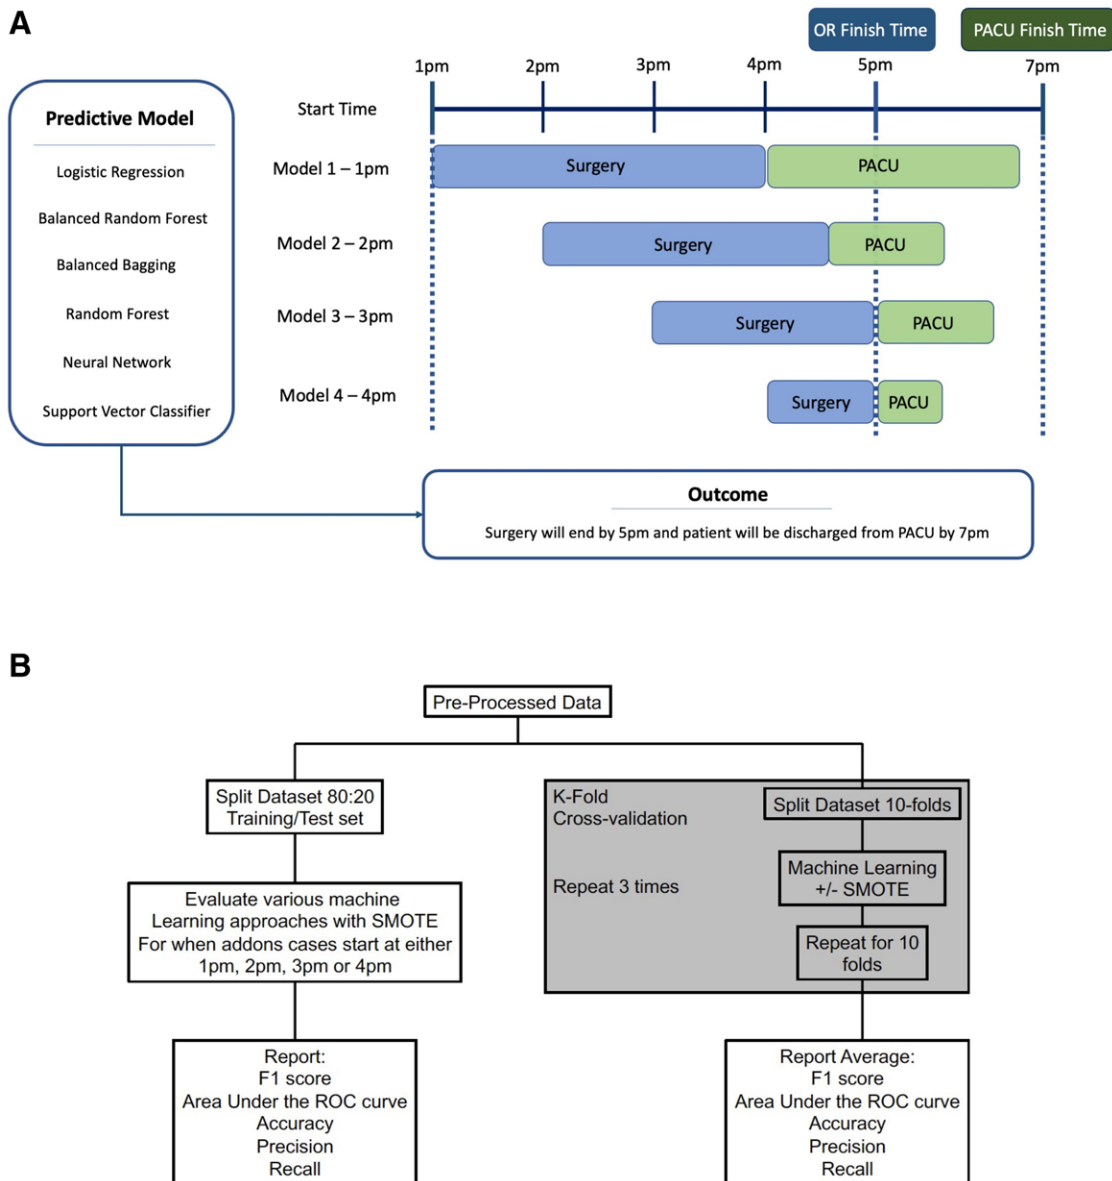 A
OR Finish Time
PACU Finish Time
1pm
2pm
3pm
4pm
5pm
7pm
Predictive Model
Logistic Regression
Balanced Random Forest
Balanced Bagging
Random Forest
Neural Network
Support Vector Classifier
Start Time
Model 1 – 1pm
Surgery
PACU
Model 2 – 2pm
Surgery
PACU
Model 3 – 3pm
Surgery
PACU
Model 4 – 4pm
Surgery
PACU
Outcome
Surgery will end by 5pm and patient will be discharged from PACU by 7pm
B
Pre-Processed Data
Split Dataset 80:20
Training/Test set
Evaluate various machine
Learning approaches with SMOTE
For when addons cases start at either
1pm, 2pm, 3pm or 4pm
Report:
F1 score
Area Under the ROC curve
Accuracy
Precision
Recall
K-Fold
Cross-validation
Repeat 3 times
Split Dataset 10-folds
Machine Learning
+/- SMOTE
Repeat for 10
folds
Report Average:
F1 score
Area Under the ROC curve
Accuracy
Precision
Recall